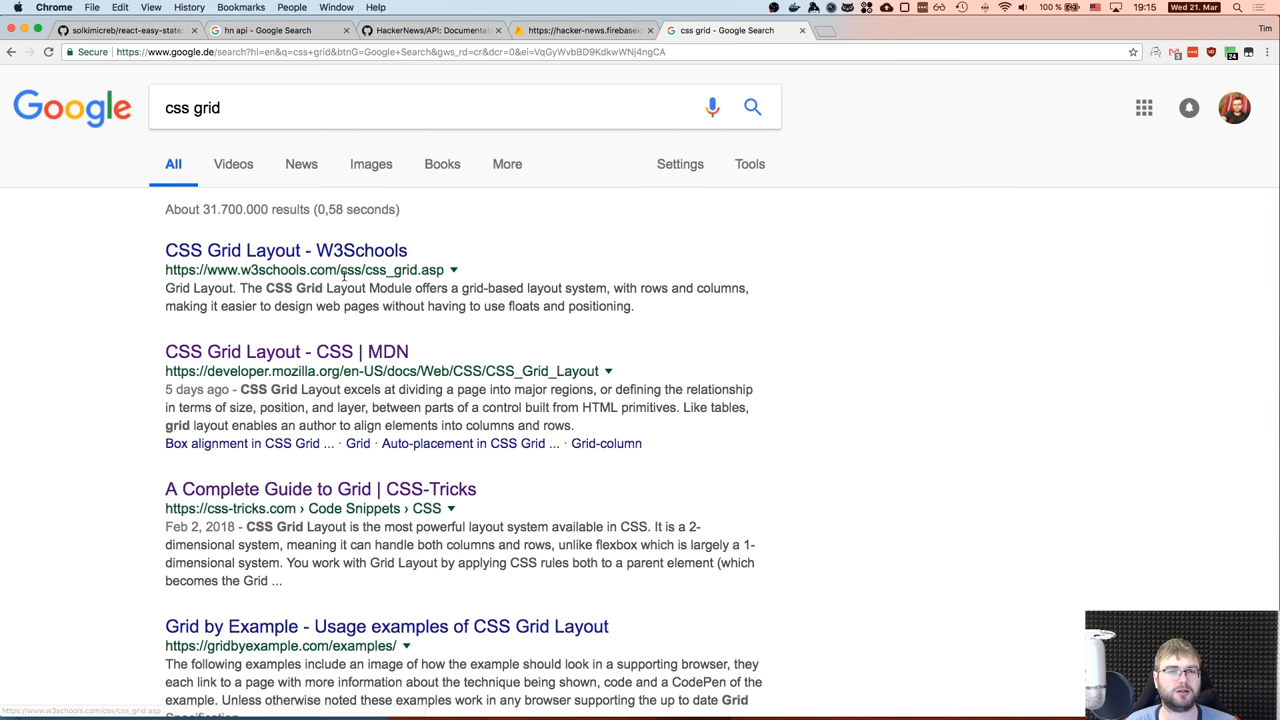 Chrome File Edit View History Bookmarks People Window Help 100 % Wed 21. Mar 19:15
solkimicreb/react-easy-state: hn api - Google Search HackerNews/API: Documentat https://hacker-news.firebaseio css grid - Google Search Tim
Secure https://www.google.de/search?hl=en&q=css+grid&btnG=Google+Search&gws_rd=cr&dcr=0&ei=VqGyWvbBD9KdkwWNj4ngCA 3 24
Google css grid
All Videos News Images Books More Settings Tools
About 31.700.000 results (0,58 seconds)
CSS Grid Layout - W3Schools
https://www.w3schools.com/css/css_grid.asp
Grid Layout. The CSS Grid Layout Module offers a grid-based layout system, with rows and columns,
making it easier to design web pages without having to use floats and positioning.
CSS Grid Layout - CSS | MDN
https://developer.mozilla.org/en-US/docs/Web/CSS/CSS_Grid_Layout
5 days ago - CSS Grid Layout excels at dividing a page into major regions, or defining the relationship
in terms of size, position, and layer, between parts of a control built from HTML primitives. Like tables,
grid layout enables an author to align elements into columns and rows.
Box alignment in CSS Grid ... · Grid · Auto-placement in CSS Grid ... · Grid-column
A Complete Guide to Grid | CSS-Tricks
https://css-tricks.com › Code Snippets › CSS
Feb 2, 2018 - CSS Grid Layout is the most powerful layout system available in CSS. It is a 2-
dimensional system, meaning it can handle both columns and rows, unlike flexbox which is largely a 1-
dimensional system. You work with Grid Layout by applying CSS rules both to a parent element (which
becomes the Grid ...
Grid by Example - Usage examples of CSS Grid Layout
https://gridbyexample.com/examples/
The following examples include an image of how the example should look in a supporting browser, they
each link to a page with more information about the technique being shown, code and a CodePen of the
example. Unless otherwise noted these examples work in any browser supporting the up to date Grid
Specification
https://www.w3schools.com/css/css_grid.asp